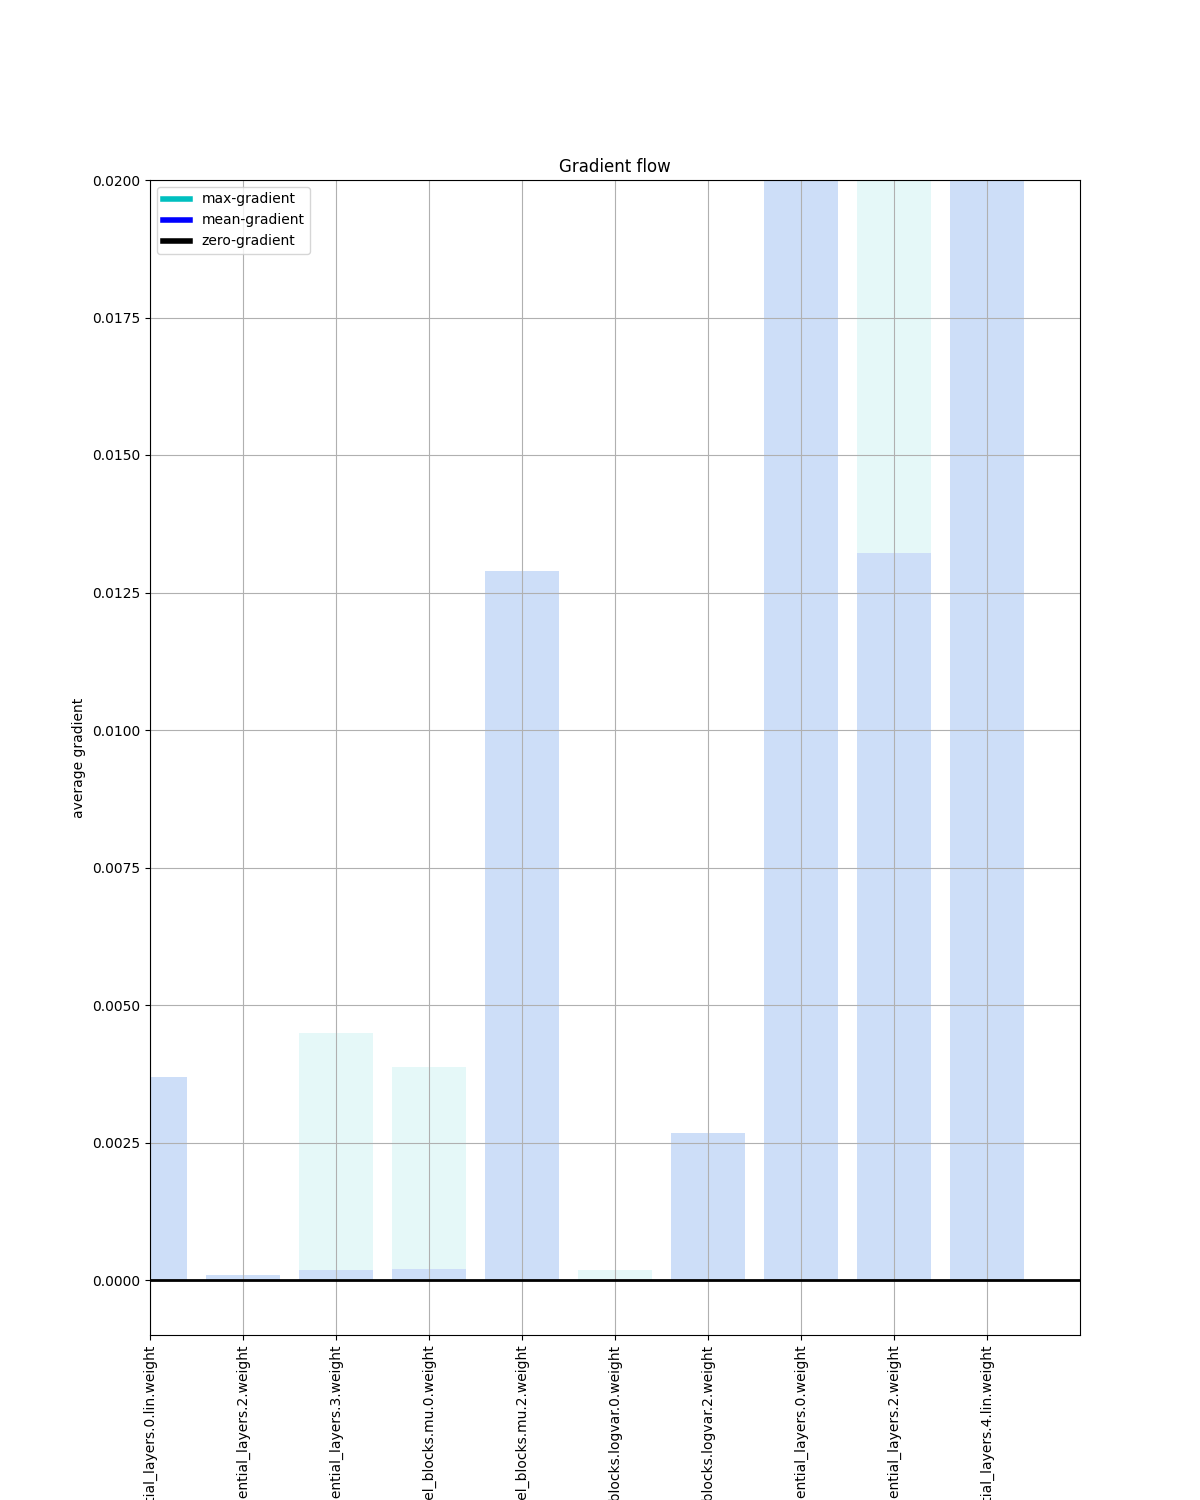 Gradient flow
max-gradient
mean-gradient
zero-gradient
0.0200
0.0175
0.0150
0.0125
0.0100
0.0075
0.0050
0.0025
0.0000
average gradient
tial_layers.0.lin.weight
ential_layers.2.weight
ential_layers.3.weight
el_blocks.mu.0.weight
el_blocks.mu.2.weight
blocks.logvar.0.weight
blocks.logvar.2.weight
ential_layers.0.weight
ential_layers.2.weight
tial_layers.4.lin.weight